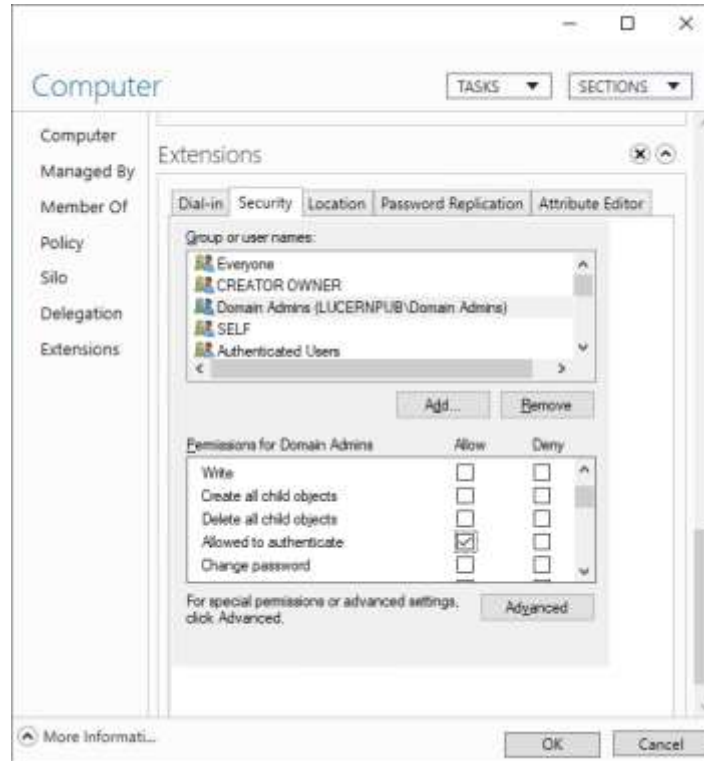 Computer
TASKS
SECTIONS
Computer
Managed By
Member Of
Policy
Silo
Delegation
Extensions
Extensions
Dial-in Security Location Password Replication Attribute Editor
Group or user names:
Everyone
CREATOR OWNER
Domain Admins (LUCERNPUB\Domain Admins)
SELF
Authenticated Users
Add... Remove
Permissions for Domain Admins Allow Deny
Write
Create all child objects
Delete all child objects
Allowed to authenticate
Change password
For special permissions or advanced settings,
click Advanced.
Advanced
More Informati...
OK Cancel